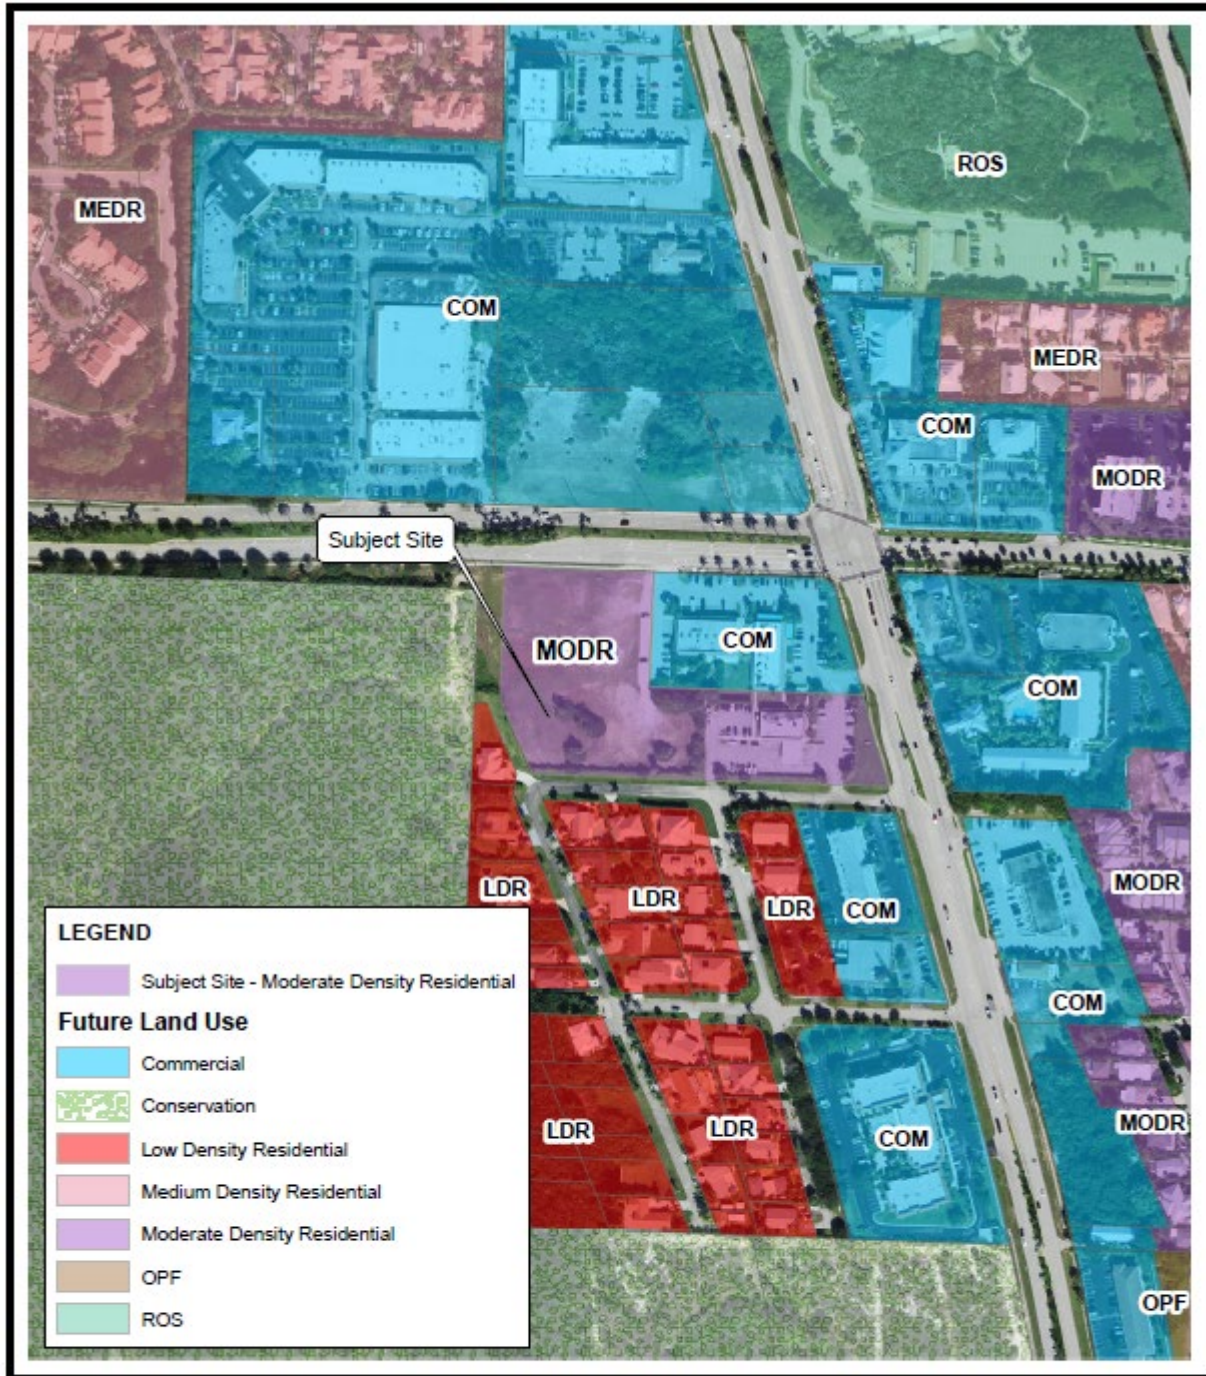 ROS
MEDR
COM
MEDR
COM
MODR
Subject Site
MODR
COM
COM
LDR
LDR
LDR
COM
MODR
COM
LDR
LDR
COM
MODR
OPF
LEGEND
Subject Site - Moderate Density Residential
Future Land Use
Commercial
Conservation
Low Density Residential
Medium Density Residential
Moderate Density Residential
OPF
ROS